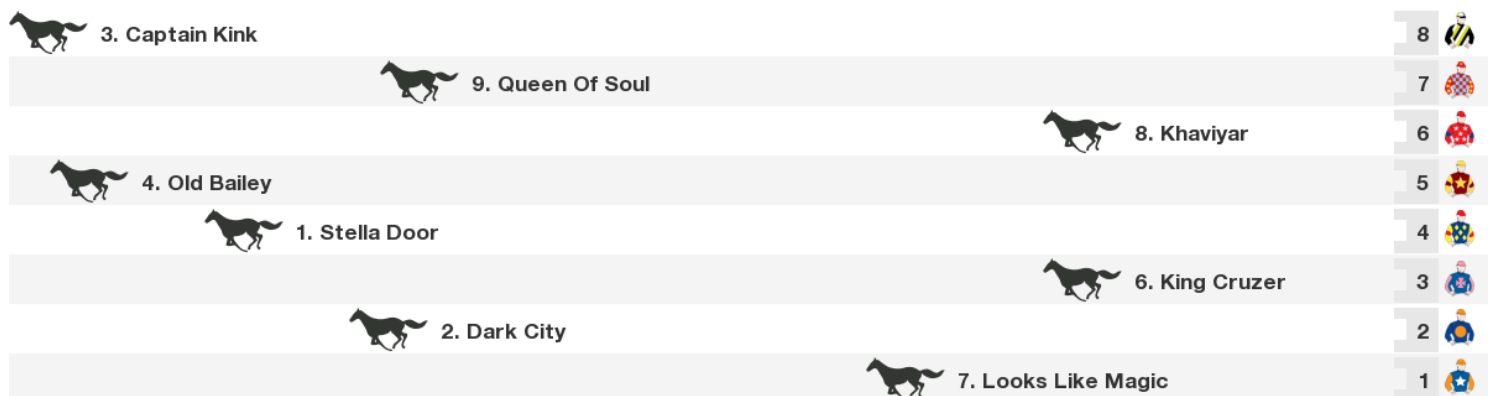 3. Captain Kink 8
9. Queen Of Soul 7
8. Khaviyar 6
4. Old Bailey 5
1. Stella Door 4
6. King Cruzer 3
2. Dark City 2
7. Looks Like Magic 1